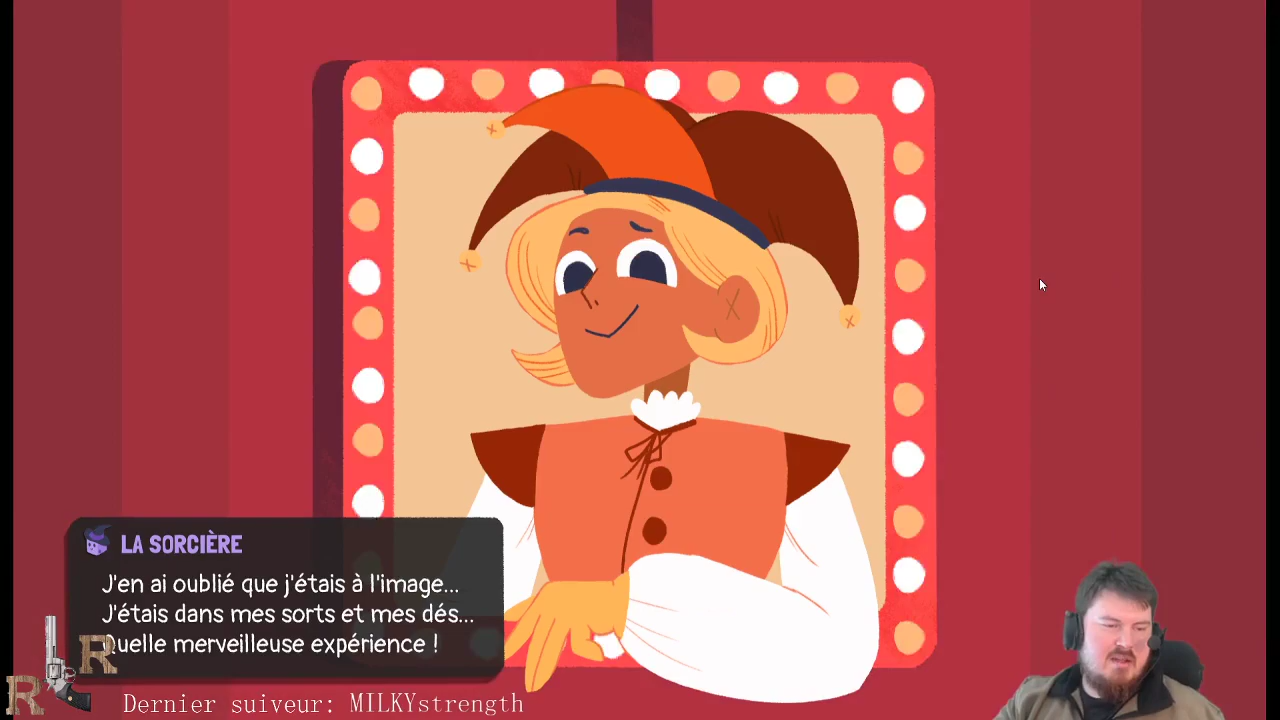 LA SORCIÈRE
J'en ai oublié que j'étais à l'image...
J'étais dans mes sorts et mes dés...
Quelle merveilleuse expérience !
R
R
Dernier suiveur: MILKYstrength